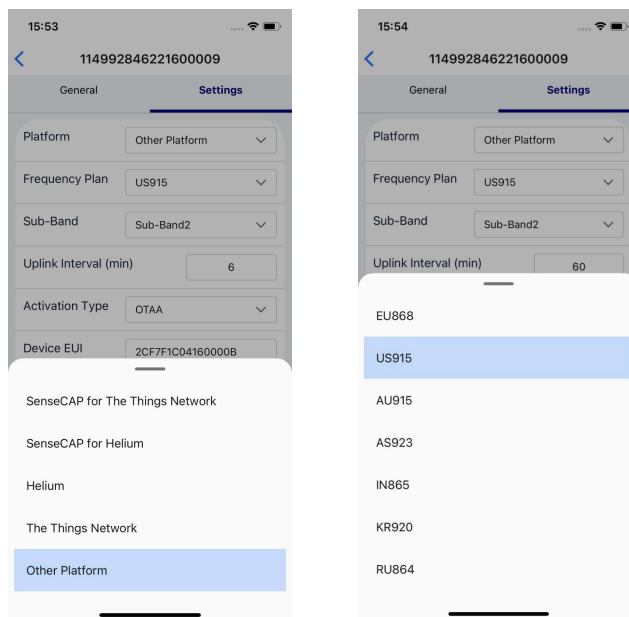 15:53
114992846221600009
General Settings
Platform Other Platform
Frequency Plan US915
Sub-Band Sub-Band2
Uplink Interval (min) 6
Activation Type OTAA
Device EUI 2CF7F1C04160000B
SenseCAP for The Things Network
SenseCAP for Helium
Helium
The Things Network
Other Platform
15:54
114992846221600009
General Settings
Platform Other Platform
Frequency Plan US915
Sub-Band Sub-Band2
Uplink Interval (min) 60
EU868
US915
AU915
AS923
IN865
KR920
RU864